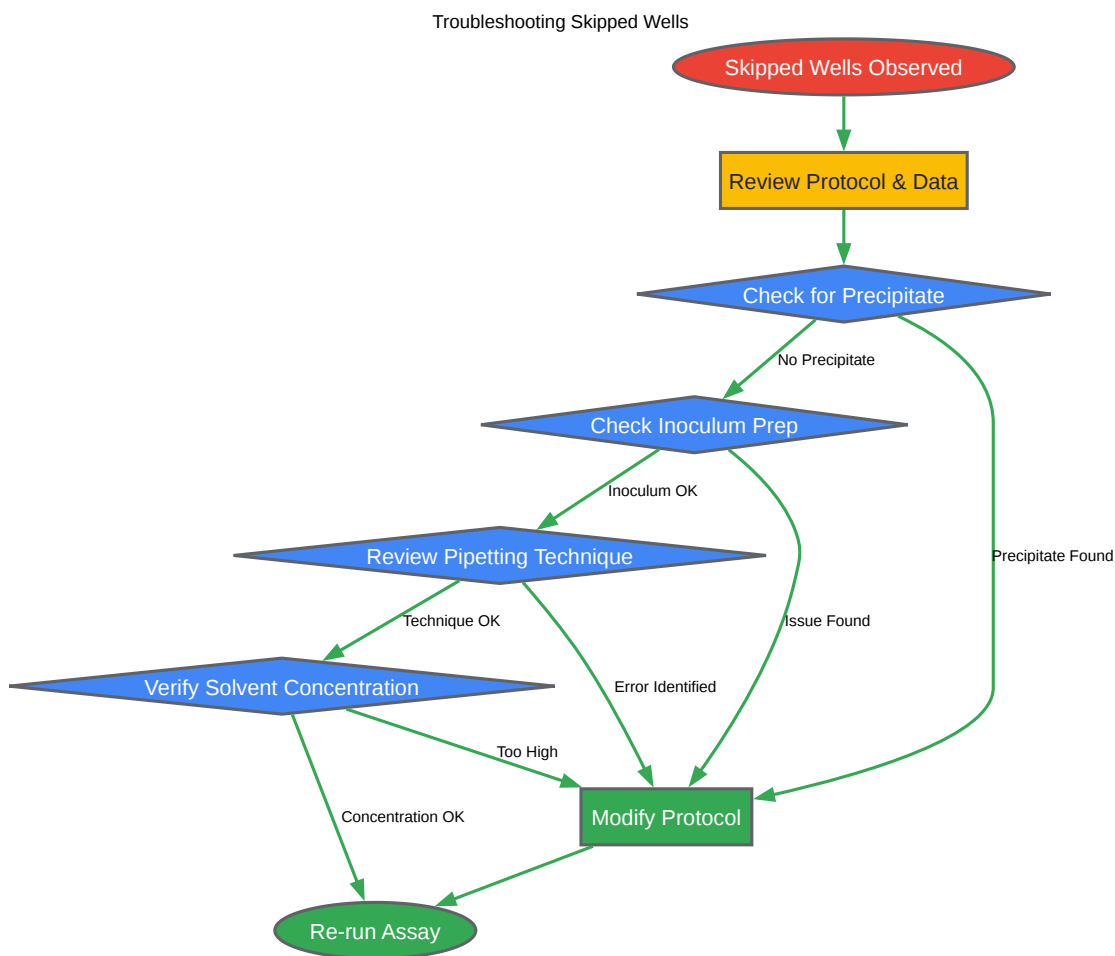 Troubleshooting Skipped Wells
Skipped Wells Observed
Review Protocol & Data
Check for Precipitate
No Precipitate
Check Inoculum Prep
Inoculum OK
Review Pipetting Technique
Precipitate Found
Technique OK
Issue Found
Verify Solvent Concentration
Error Identified
Too High
Concentration OK
Modify Protocol
Re-run Assay